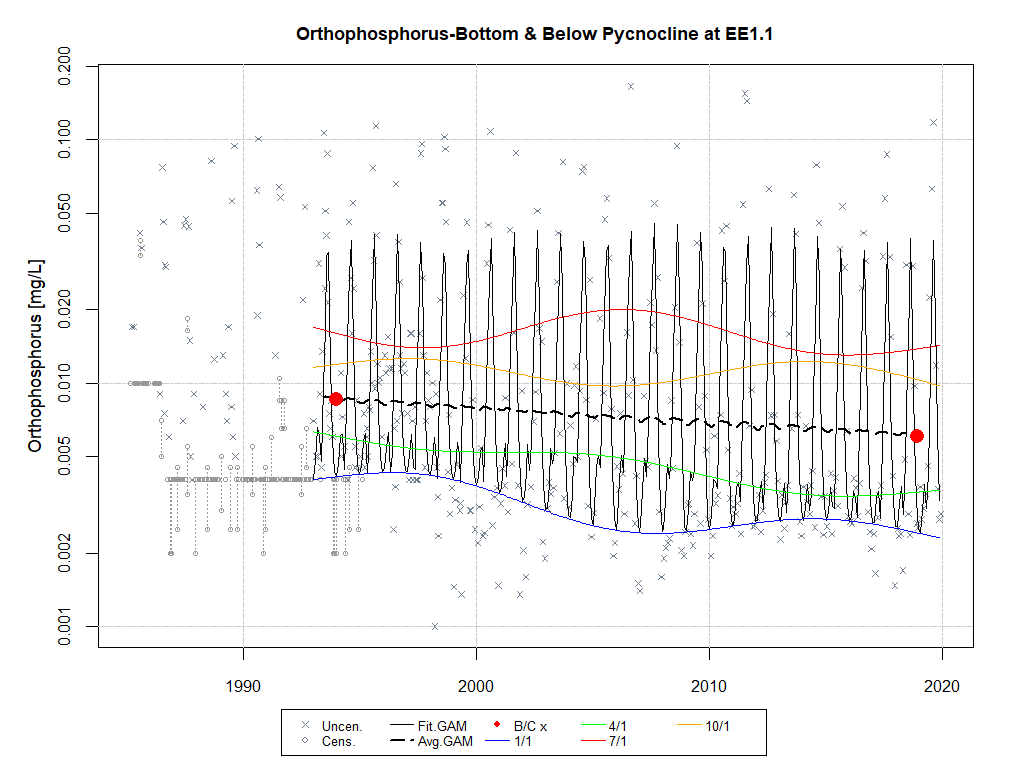 Orthophosphorus-Bottom & Below Pycnocline at EE1.1
Orthophosphorus [mg/L]
0.200
0.100
0.050
0.020
0.010
0.005
0.002
0.001
1990 2000 2010 2020
Uncen. Fit.GAM B/C x 4/1 10/1
Cens. Avg.GAM 1/1 7/1